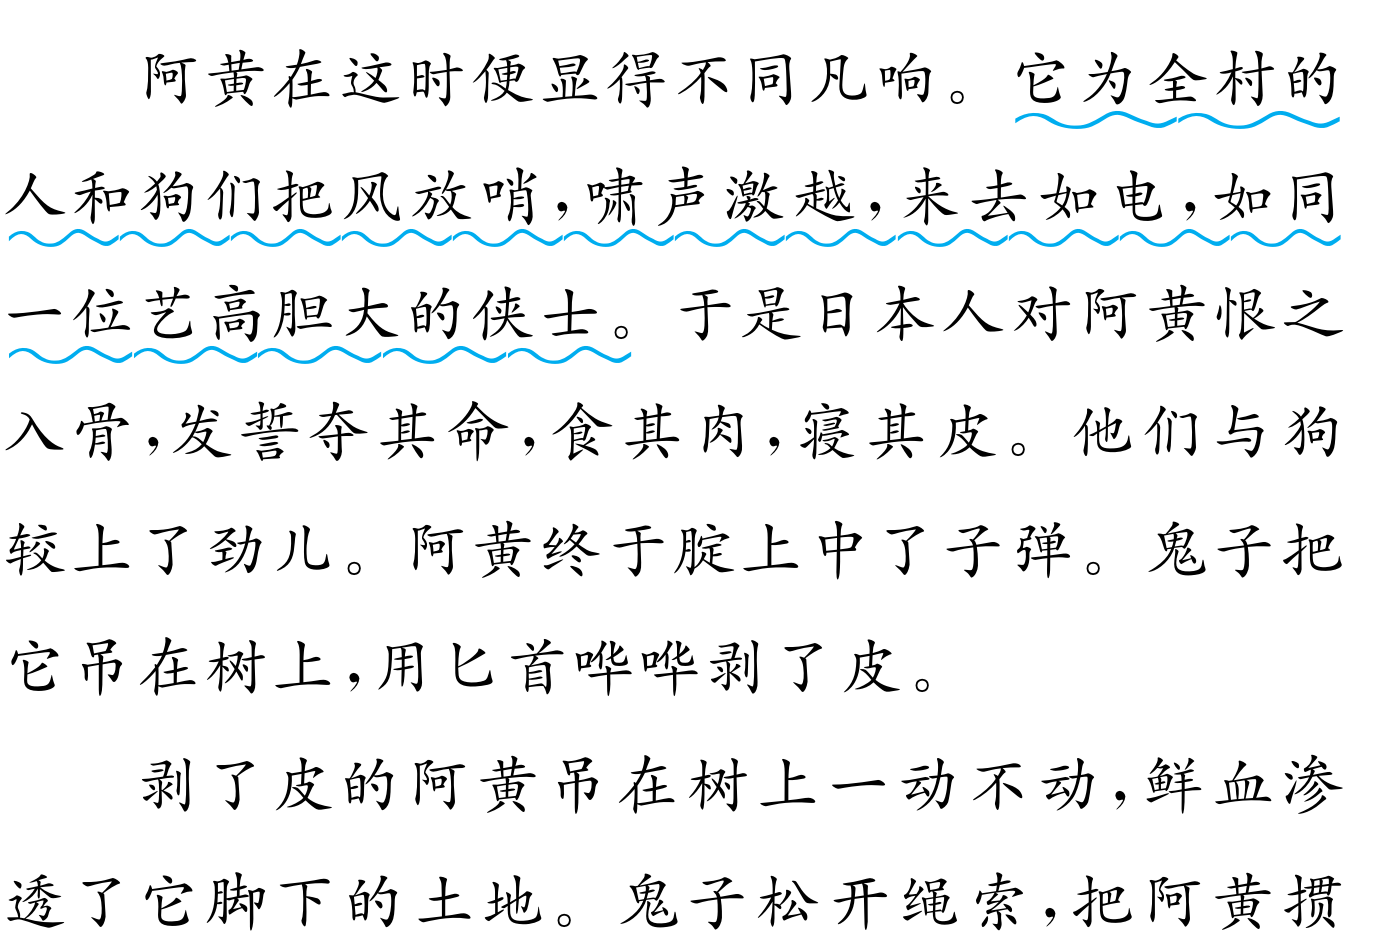 阿黄在这时便显得不同凡响。它为全村的
人和狗们把风放哨，啸声激越，来去如电，如同
一位艺高胆大的侠士。于是日本人对阿黄恨之
入骨，发誓夺其命，食其肉，寝其皮。他们与狗
较上了劲儿。阿黄终于腚上中了子弹。鬼子把
它吊在树上，用匕首哗哗剥了皮。
剥了皮的阿黄吊在树上一动不动，鲜血渗
透了它脚下的土地。鬼子松开绳索，把阿黄掼